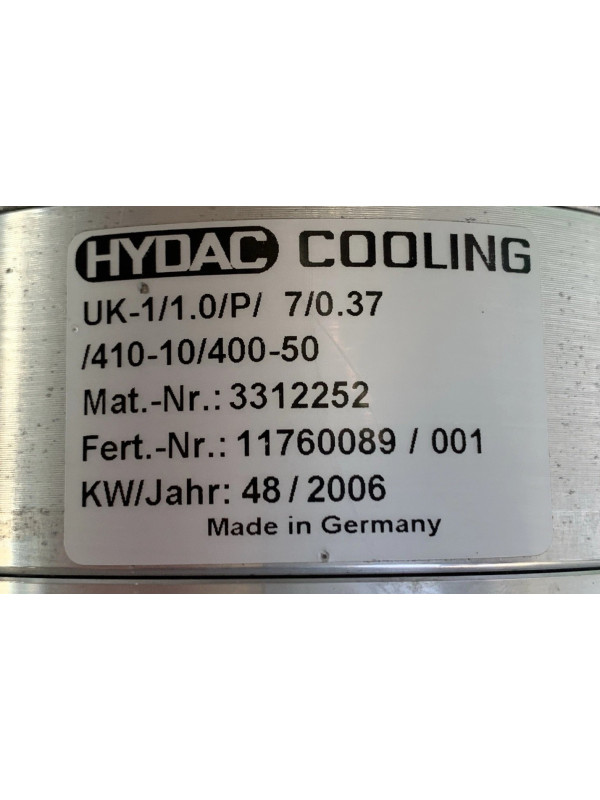 HYDAC COOLING
UK-1/1.0/P/ 7/0.37
/410-10/400-50
Mat.-Nr.: 3312252
Fert.-Nr.: 11760089 / 001
KW/Jahr: 48 / 2006
Made in Germany